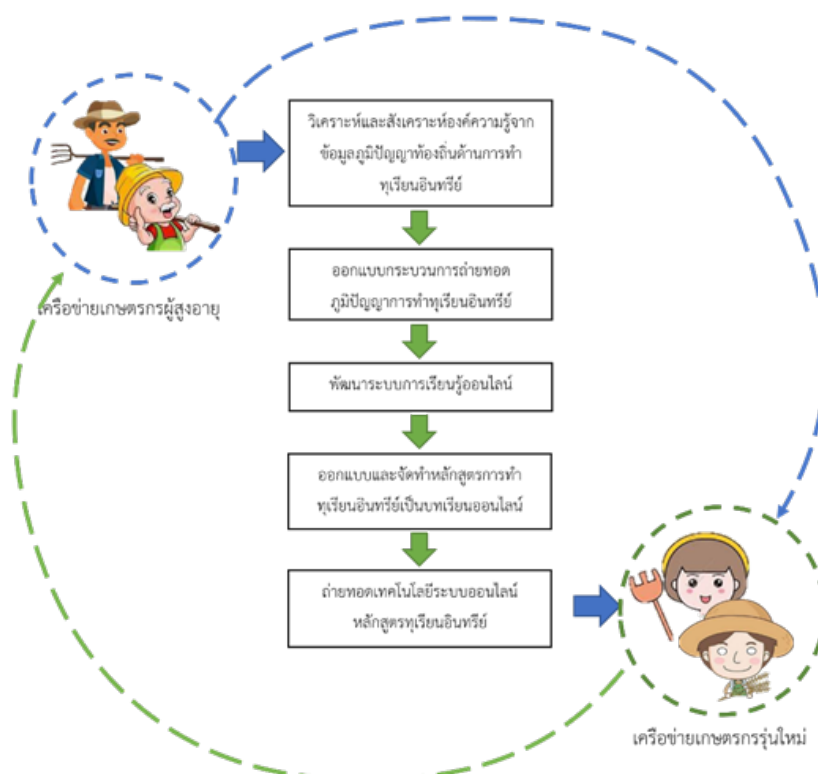 วิเคราะห์และสังเคราะห์องค์ความรู้จาก
ข้อมูลภูมิปัญญาท้องถิ่นด้านการทำ
ทุเรียนอินทรีย์
ออกแบบกระบวนการถ่ายทอด
ภูมิปัญญาการทำทุเรียนอินทรีย์
เครือข่ายเกษตรกรผู้สูงอายุ
พัฒนาระบบการเรียนรู้ออนไลน์
ออกแบบและจัดทำหลักสูตรการทำ
ทุเรียนอินทรีย์เป็นบทเรียนออนไลน์
ถ่ายทอดเทคโนโลยีระบบออนไลน์
หลักสูตรทุเรียนอินทรีย์
เครือข่ายเกษตรกรรุ่นใหม่